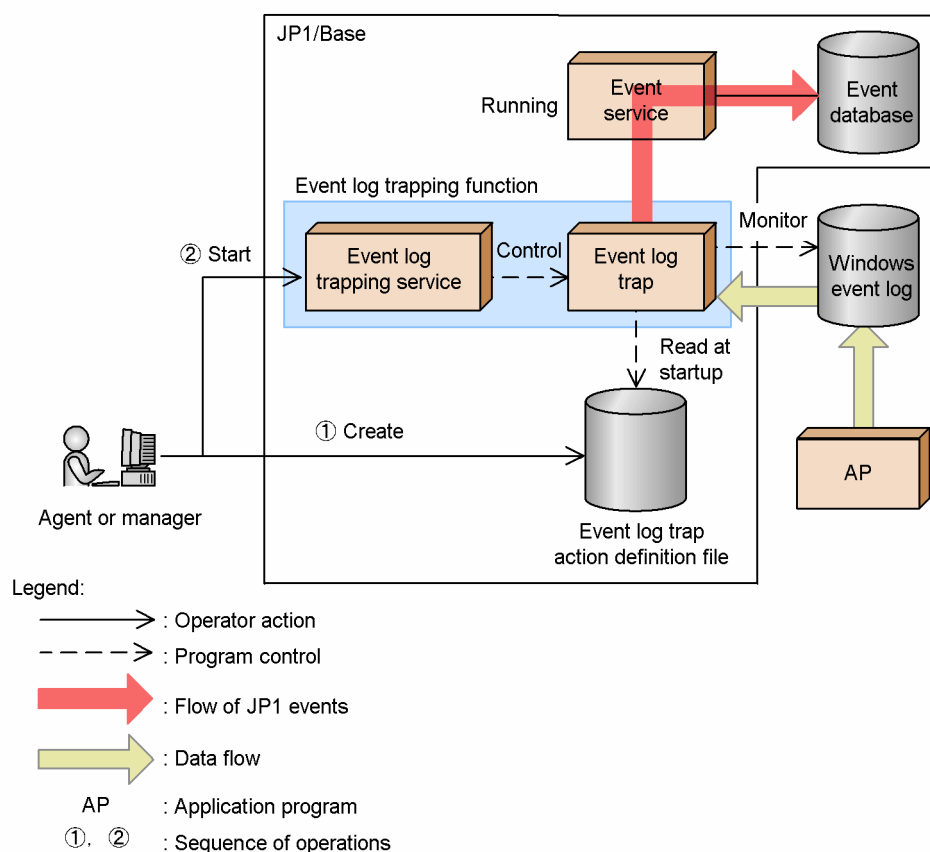 JP1/Base
Running
Event
service
Event
database
Event log trapping function
② Start
Event log
trapping service
Control
Event log
trap
Monitor
Windows
event log
Read at
startup
① Create
AP
Agent or manager
Event log trap
action definition file
Legend:
: Operator action
: Program control
: Flow of JP1 events
: Data flow
AP : Application program
①, ② : Sequence of operations